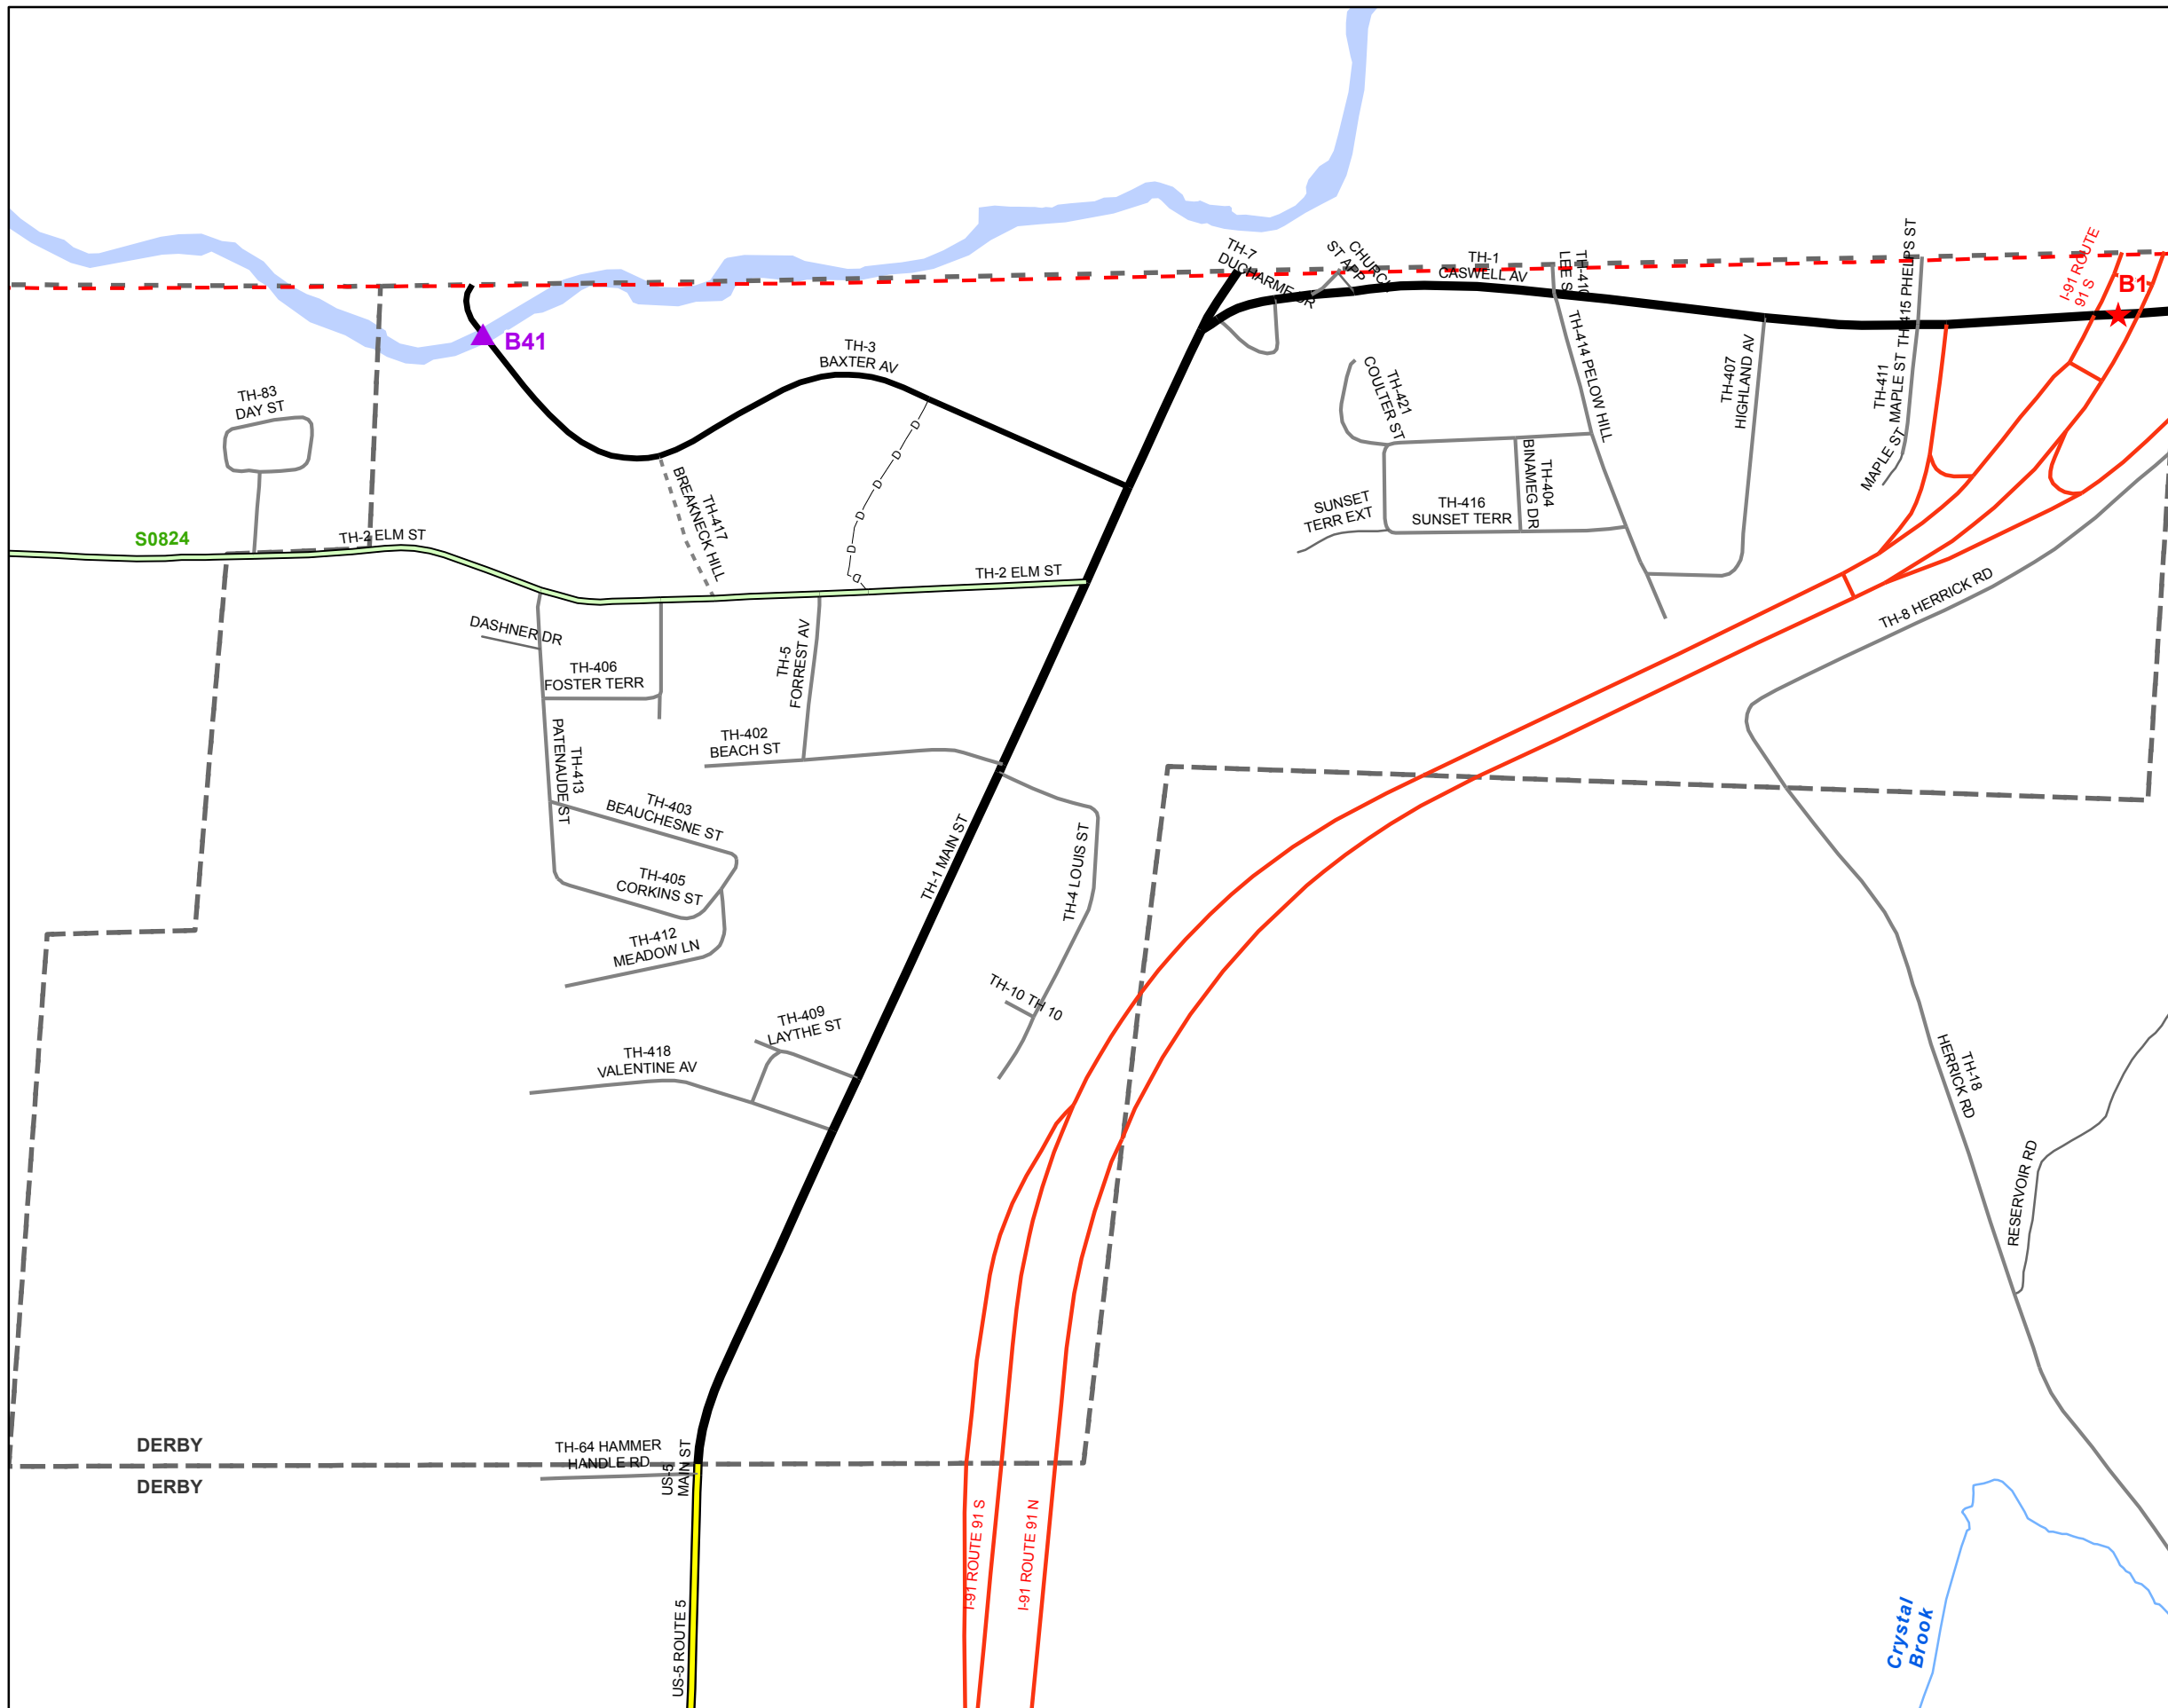 TH-7
DUCHARME DR
ST APP
TH-1
CASWELL AV
TH-410
TH-415 PHELPS ST
I-91 ROUTE
91 S
B1
B41
TH-3
BAXTER AV
TH-83
DAY ST
TH-421
COULTER ST
TH-414 PELOW HILL
TH-407
HIGHLAND AV
TH-411
MAPLE ST
MAPLE ST
TH-417
BREAKNECK HILL
D
D
D
D
D
D
SUNSET
TERR EXT
TH-416
SUNSET TERR
TH-404
BINAMEG DR
S0824
TH-2 ELM ST
TH-2 ELM ST
TH-8 HERRICK RD
DASHNER DR
TH-406
FOSTER TERR
TH-5
FORREST AV
TH-402
BEACH ST
TH-413
PATENAUDE ST
TH-403
BEAUCHESNE ST
TH-405
CORKINS ST
TH-412
MEADOW LN
TH-1 MAIN ST
TH-4 LOUIS ST
TH-10 TH 10
TH-409
LAYTHE ST
TH-418
VALENTINE AV
TH-18
HERRICK RD
RESERVOIR RD
DERBY
DERBY
TH-64 HAMMER
HANDLE RD
US-5
MAIN ST
US-5 ROUTE 5
I-91 ROUTE 91 S
I-91 ROUTE 91 N
Crystal
Brook